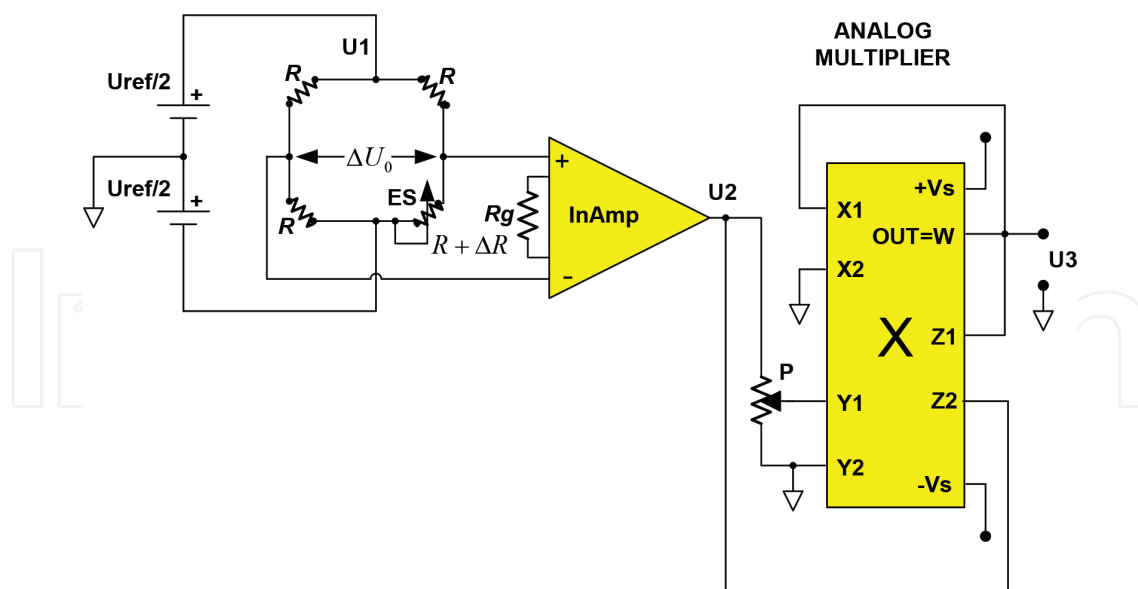 ANALOG
MULTIPLIER
U1
R
R
Uref/2
+
ΔU₀
Uref/2
+
ES
R
R + ΔR
Rg
+
InAmp
-
U2
P
X1
X2
Y1
Y2
X
+Vs
OUT=W
Z1
Z2
-Vs
U3